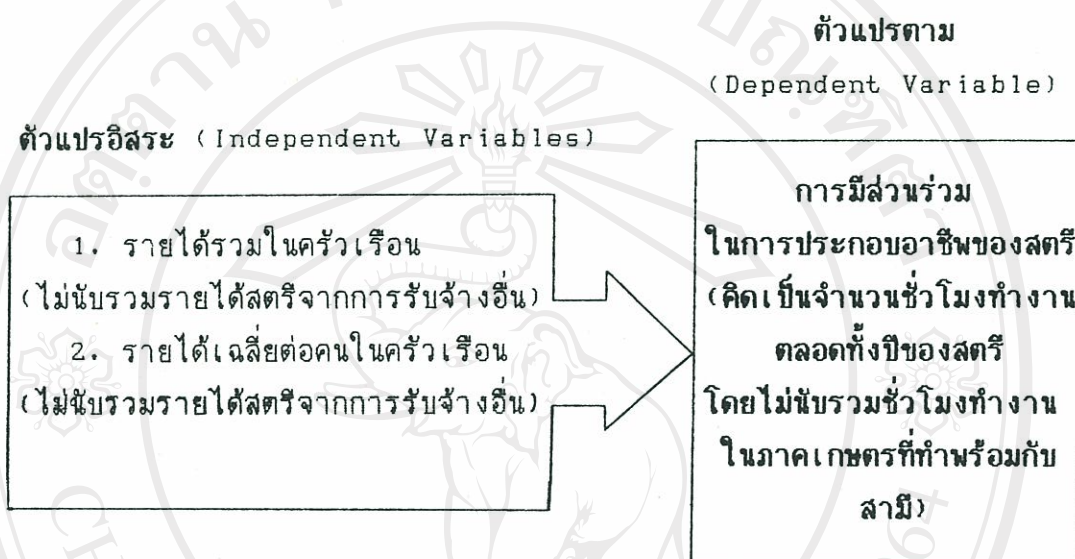 ตัวแปรตาม
(Dependent Variable)
ตัวแปรอิสระ (Independent Variables)
1. รายได้รวมในครัวเรือน
(ไม่นับรวมรายได้สตรีจากการรับจ้างอื่น)
2. รายได้เฉลี่ยต่อคนในครัวเรือน
(ไม่นับรวมรายได้สตรีจากการรับจ้างอื่น)
การมีส่วนร่วม
ในการประกอบอาชีพของสตรี
(คิดเป็นจำนวนชั่วโมงทำงาน
ตลอดทั้งปีของสตรี
โดยไม่นับรวมชั่วโมงทำงาน
ในภาคเกษตรที่ทำพร้อมกับ
สามี)